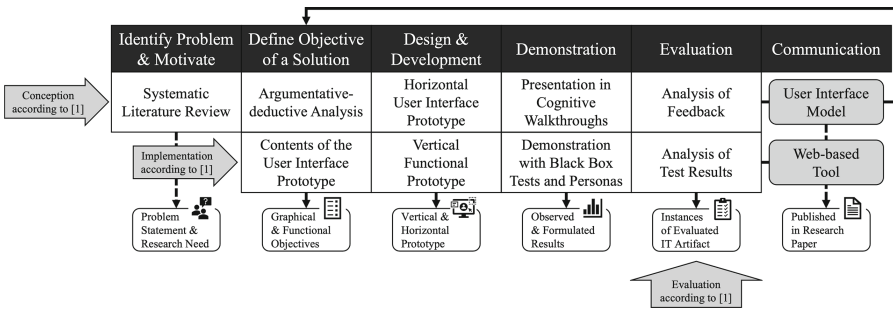 Identify Problem
& Motivate
Define Objective
of a Solution
Design &
Development
Demonstration
Evaluation
Communication
Conception
according to [1]
Systematic
Literature Review
Argumentative-
deductive Analysis
Horizontal
User Interface
Prototype
Presentation in
Cognitive
Walkthroughs
Analysis of
Feedback
User Interface
Model
Implementation
according to [1]
Contents of the
User Interface
Prototype
Vertical
Functional
Prototype
Demonstration
with Black Box
Tests and Personas
Analysis of
Test Results
Web-based
Tool
Problem
Statement &
Research Need
Graphical
& Functional
Objectives
Vertical &
Horizontal
Prototype
Observed
& Formulated
Results
Instances
of Evaluated
IT Artifact
Published
in Research
Paper
Evaluation
according to [1]